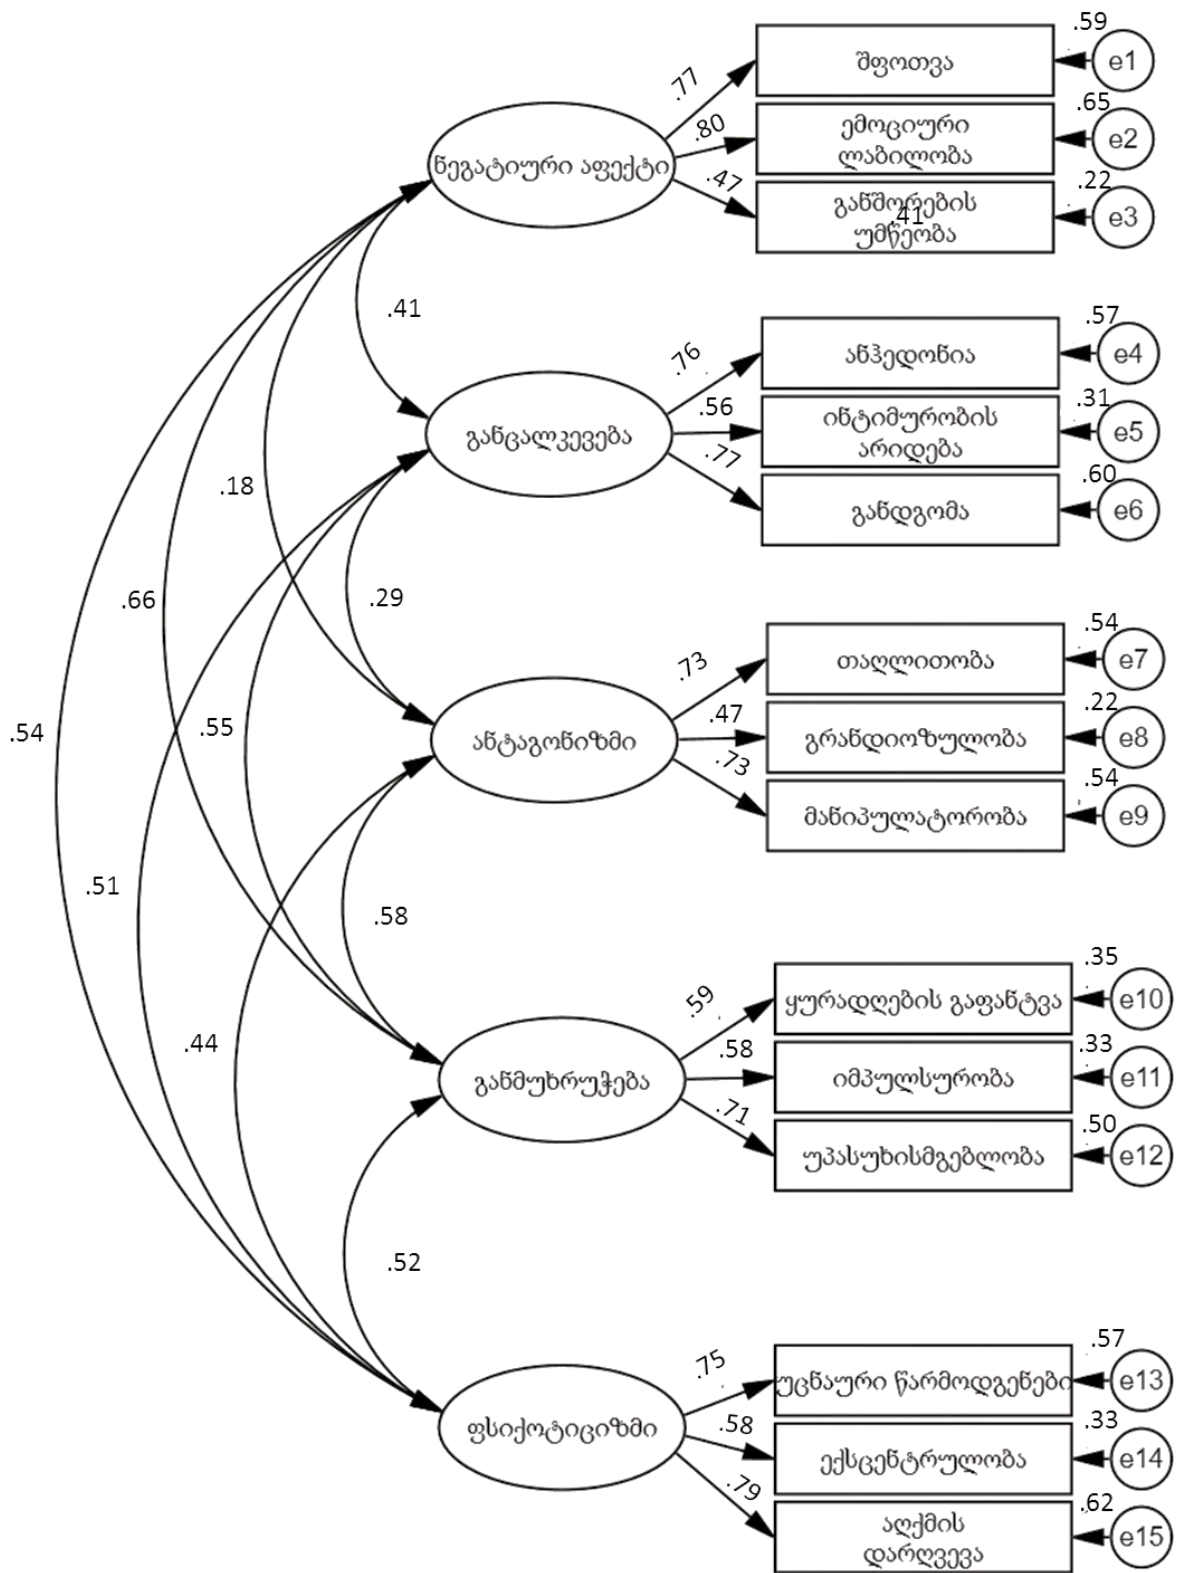 .59
შფოთვა
e1
.77
.65
ემოციური
ლაბილობა
e2
.80
ნეგატიური აფექტი
.47
.22
განშორების
.41
უმწეობა
e3
.41
.57
ანჰედონია
e4
.76
.31
ინტიმურობის
არიდება
e5
.56
განცალკევება
.77
.60
განდგომა
e6
.18
.66
.29
.54
თაღლითობა
e7
.73
.22
გრანდიოზულობა
e8
.47
ანტაგონიზმი
.54
.55
.73
.54
მანიპულატორობა
e9
.51
.58
.35
ყურადღების გაფანტვა
e10
.59
.44
.33
იმპულსურობა
e11
.58
განმუხრუჭება
.71
.50
უპასუხისმგებლობა
e12
.52
.57
უცნაური წარმოდგენები
e13
.75
.33
ექსცენტრულობა
e14
.58
ფსიქოტიციზმი
.79
.62
აღქმის
დარღვევა
e15